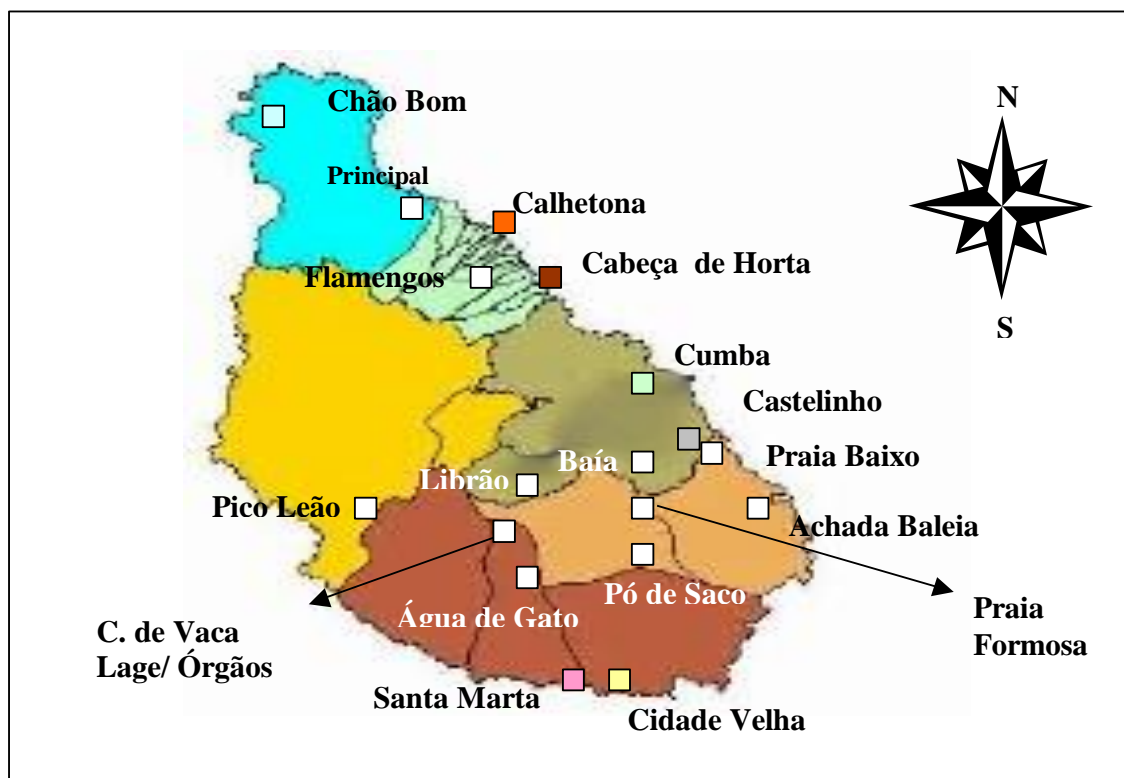 N
Chão Bom
Principal
Calhetona
Flamengos
Cabeça de Horta
S
Cumba
Castelinho
Baía
Praia Baixo
Librão
Pico Leão
Achada Baleia
Pó de Saco
Água de Gato
Praia
Formosa
C. de Vaca
Lage/ Órgãos
Santa Marta
Cidade Velha